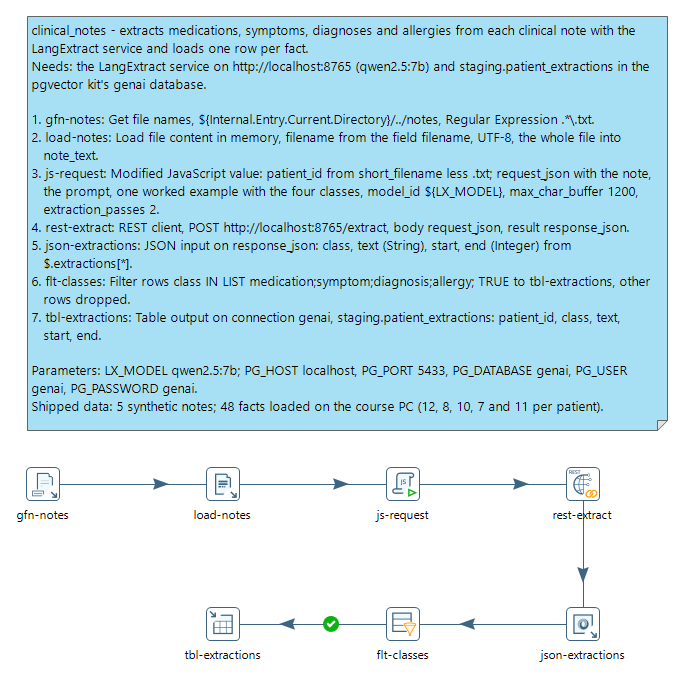 clinical_notes - extracts medications, symptoms, diagnoses and allergies from each clinical note with the
LangExtract service and loads one row per fact.
Needs: the LangExtract service on http://localhost:8765 (qwen2.5:7b) and staging.patient_extractions in the
pgvector kit's genai database.
1. gfn-notes: Get file names, ${Internal.Entry.Current.Directory}/../notes, Regular Expression .*\.txt.
2. load-notes: Load file content in memory, filename from the field filename, UTF-8, the whole file into
note_text.
3. js-request: Modified JavaScript value: patient_id from short_filename less .txt; request_json with the note,
the prompt, one worked example with the four classes, model_id ${LX_MODEL}, max_char_buffer 1200,
extraction_passes 2.
4. rest-extract: REST client, POST http://localhost:8765/extract, body request_json, result response_json.
5. json-extractions: JSON input on response_json: class, text (String), start, end (Integer) from
$.extractions[*].
6. flt-classes: Filter rows class IN LIST medication;symptom;diagnosis;allergy; TRUE to tbl-extractions, other
rows dropped.
7. tbl-extractions: Table output on connection genai, staging.patient_extractions: patient_id, class, text,
start, end.
Parameters: LX_MODEL qwen2.5:7b; PG_HOST localhost, PG_PORT 5433, PG_DATABASE genai, PG_USER
genai, PG_PASSWORD genai.
Shipped data: 5 synthetic notes; 48 facts loaded on the course PC (12, 8, 10, 7 and 11 per patient).
JS
REST
gfn-notes
load-notes
js-request
rest-extract
tbl-extractions
flt-classes
json-extractions